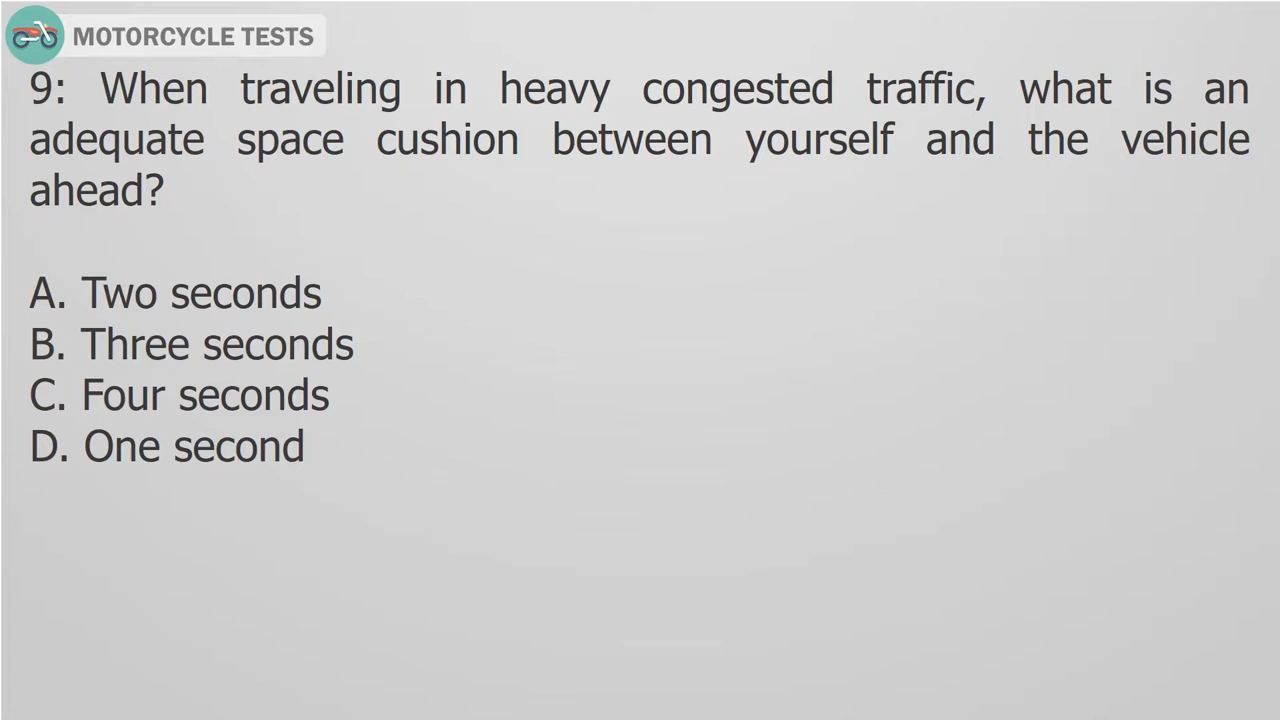 MOTORCYCLE TESTS
9: When traveling in heavy congested traffic, what is an
adequate space cushion between yourself and the vehicle
ahead?
A. Two seconds
B. Three seconds
C. Four seconds
D. One second